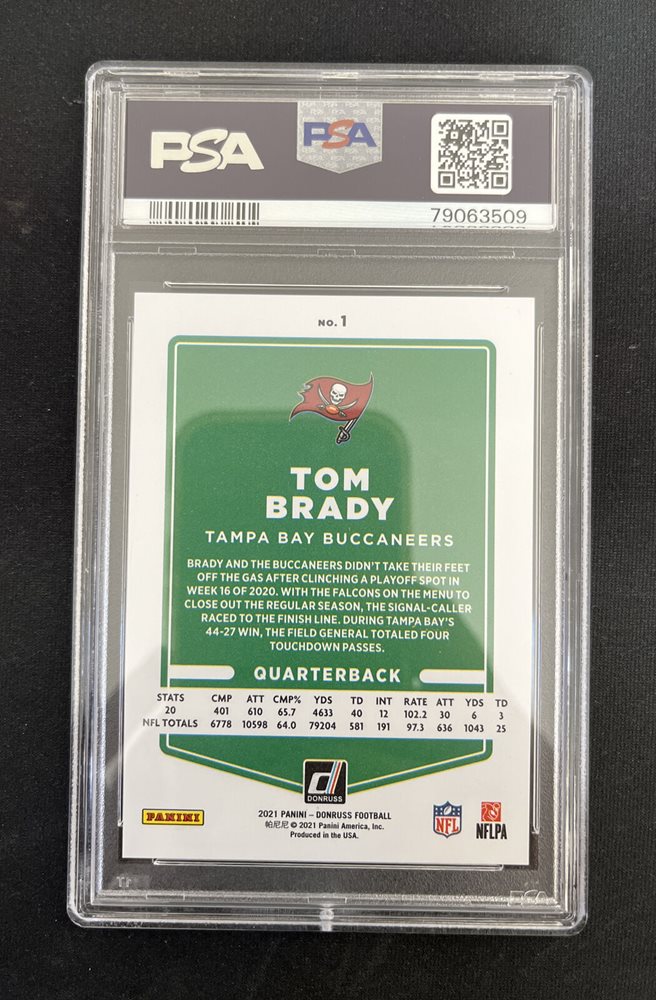 PSA
PSA
79063509
NO. 1
TOM
BRADY
TAMPA BAY BUCCANEERS
BRADY AND THE BUCCANEERS DIDN'T TAKE THEIR FEET
OFF THE GAS AFTER CLINCHING A PLAYOFF SPOT IN
WEEK 16 OF 2020. WITH THE FALCONS ON THE MENU TO
CLOSE OUT THE REGULAR SEASON, THE SIGNAL-CALLER
RACED TO THE FINISH LINE. DURING TAMPA BAY'S
44-27 WIN, THE FIELD GENERAL TOTALED FOUR
TOUCHDOWN PASSES.
QUARTERBACK
STATS CMP ATT CMP% YDS TD INT RATE ATT YDS TD
20 401 610 65.7 4633 40 12 102.2 30 6 3
NFL TOTALS 6778 10598 64.0 79204 581 191 97.3 636 1043 25
d
DONRUSS
PANINI
2021 PANINI – DONRUSS FOOTBALL
帕尼尼 © 2021 Panini America, Inc.
Produced in the USA.
NFL
NFLPA
PSA